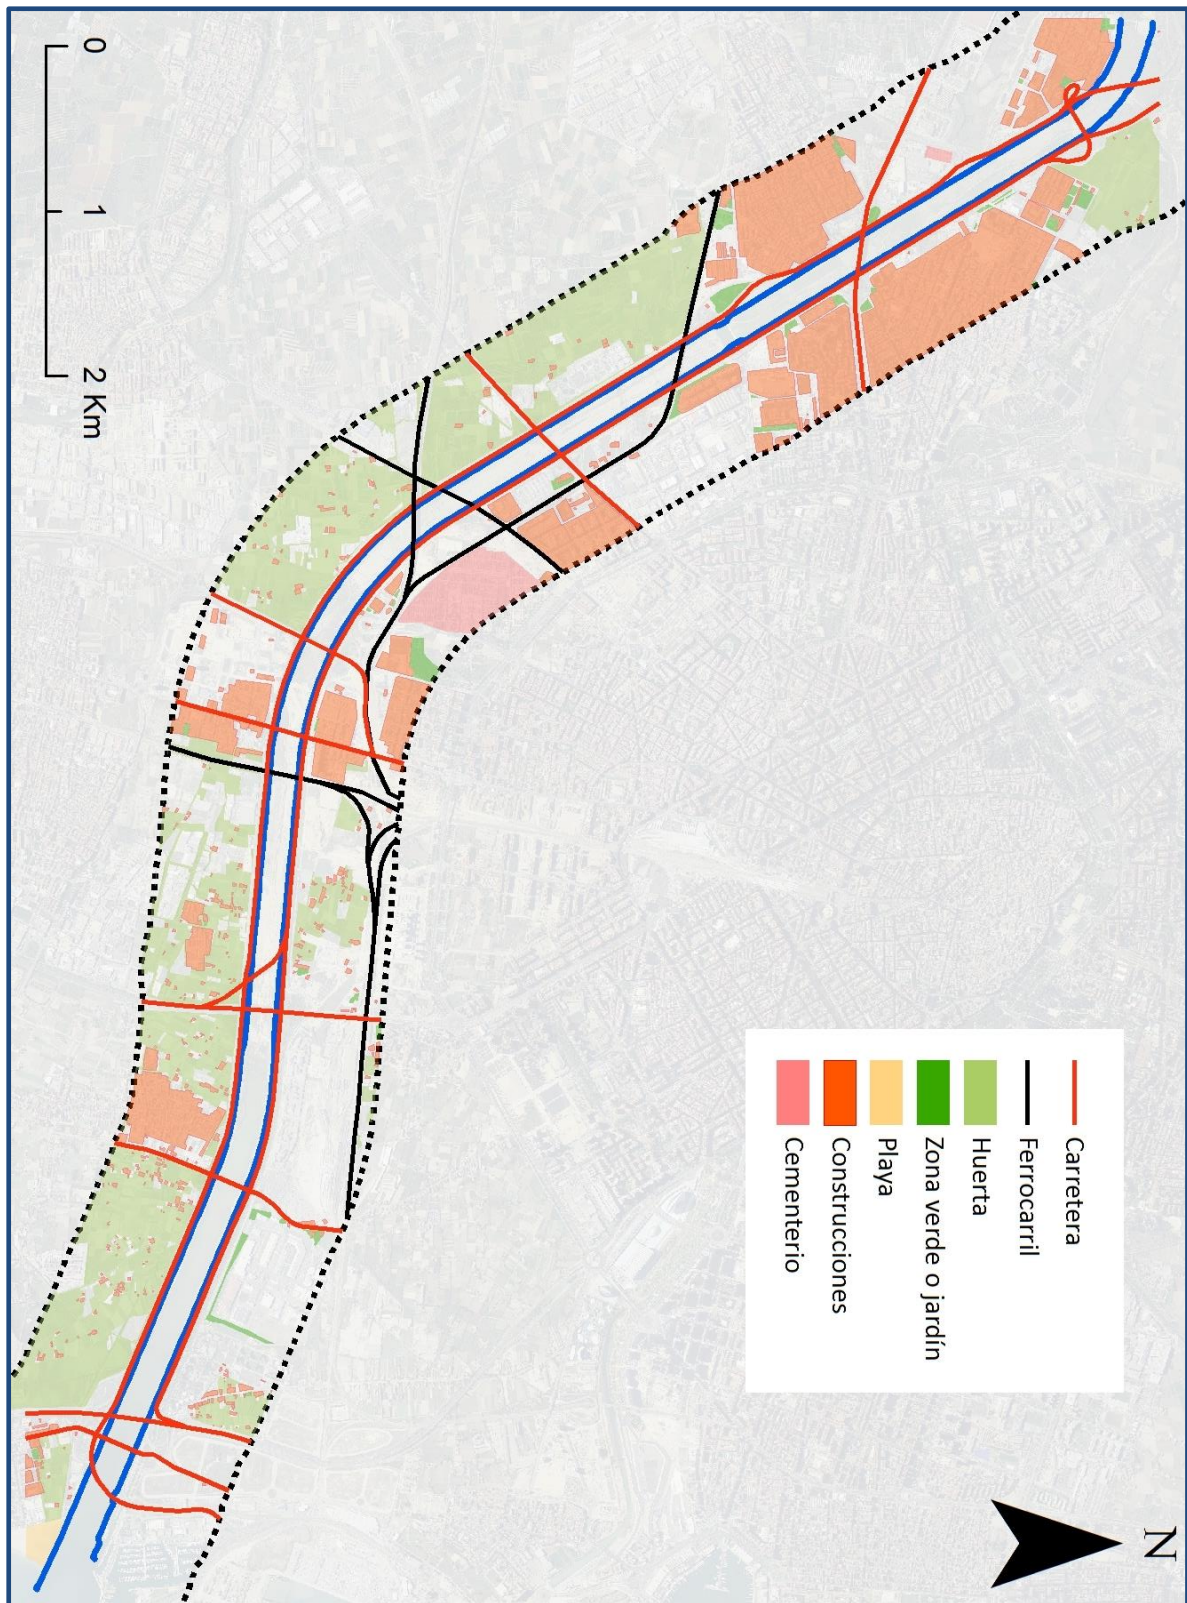 N
Carretera
Ferrocarril
Huerta
Zona verde o jardín
Playa
Construcciones
Cementerio
0 1 2 Km